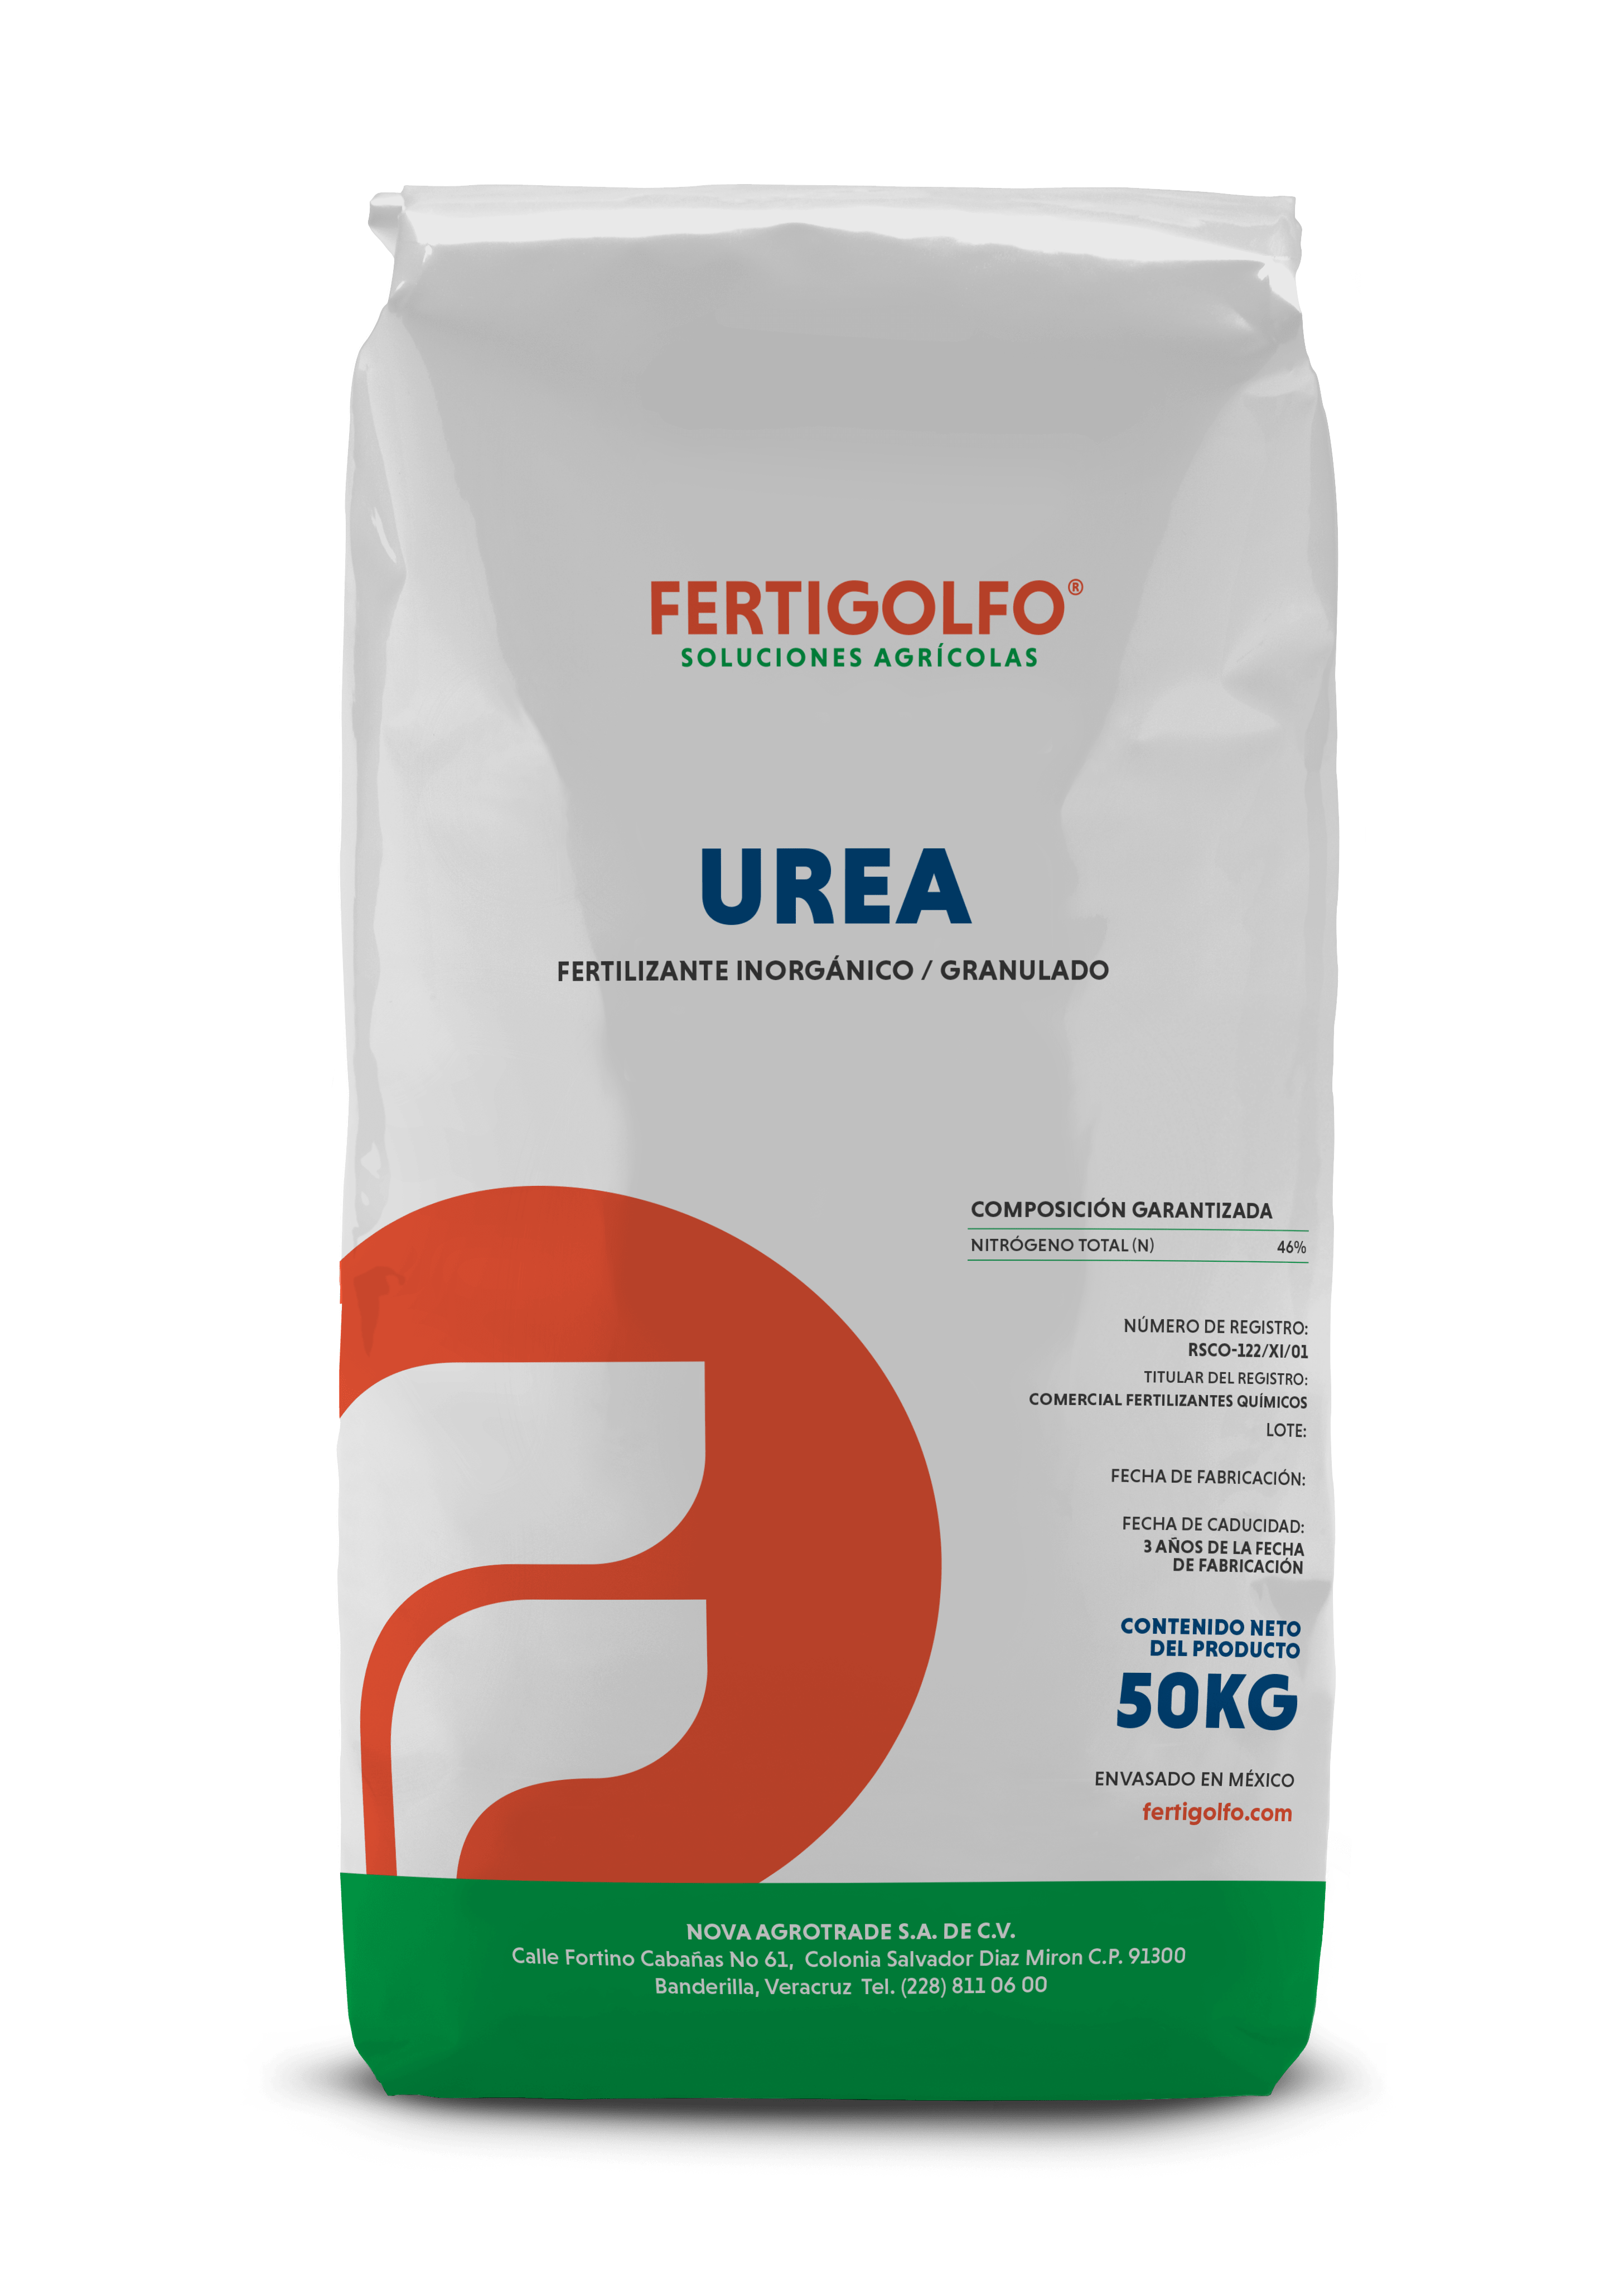 FERTIGOLFO®
SOLUCIONES AGRÍCOLAS
UREA
FERTILIZANTE INORGÁNICO / GRANULADO
COMPOSICIÓN GARANTIZADA
NITRÓGENO TOTAL (N) 46%
NÚMERO DE REGISTRO:
RSCO-122/XI/01
TITULAR DEL REGISTRO:
COMERCIAL FERTILIZANTES QUÍMICOS
LOTE:
FECHA DE FABRICACIÓN:
FECHA DE CADUCIDAD:
3 AÑOS DE LA FECHA
DE FABRICACIÓN
CONTENIDO NETO
DEL PRODUCTO
50KG
ENVASADO EN MÉXICO
fertigolfo.com
NOVA AGROTRADE S.A. DE C.V.
Calle Fortino Cabañas No 61, Colonia Salvador Diaz Miron C.P. 91300
Banderilla, Veracruz Tel. (228) 811 06 00